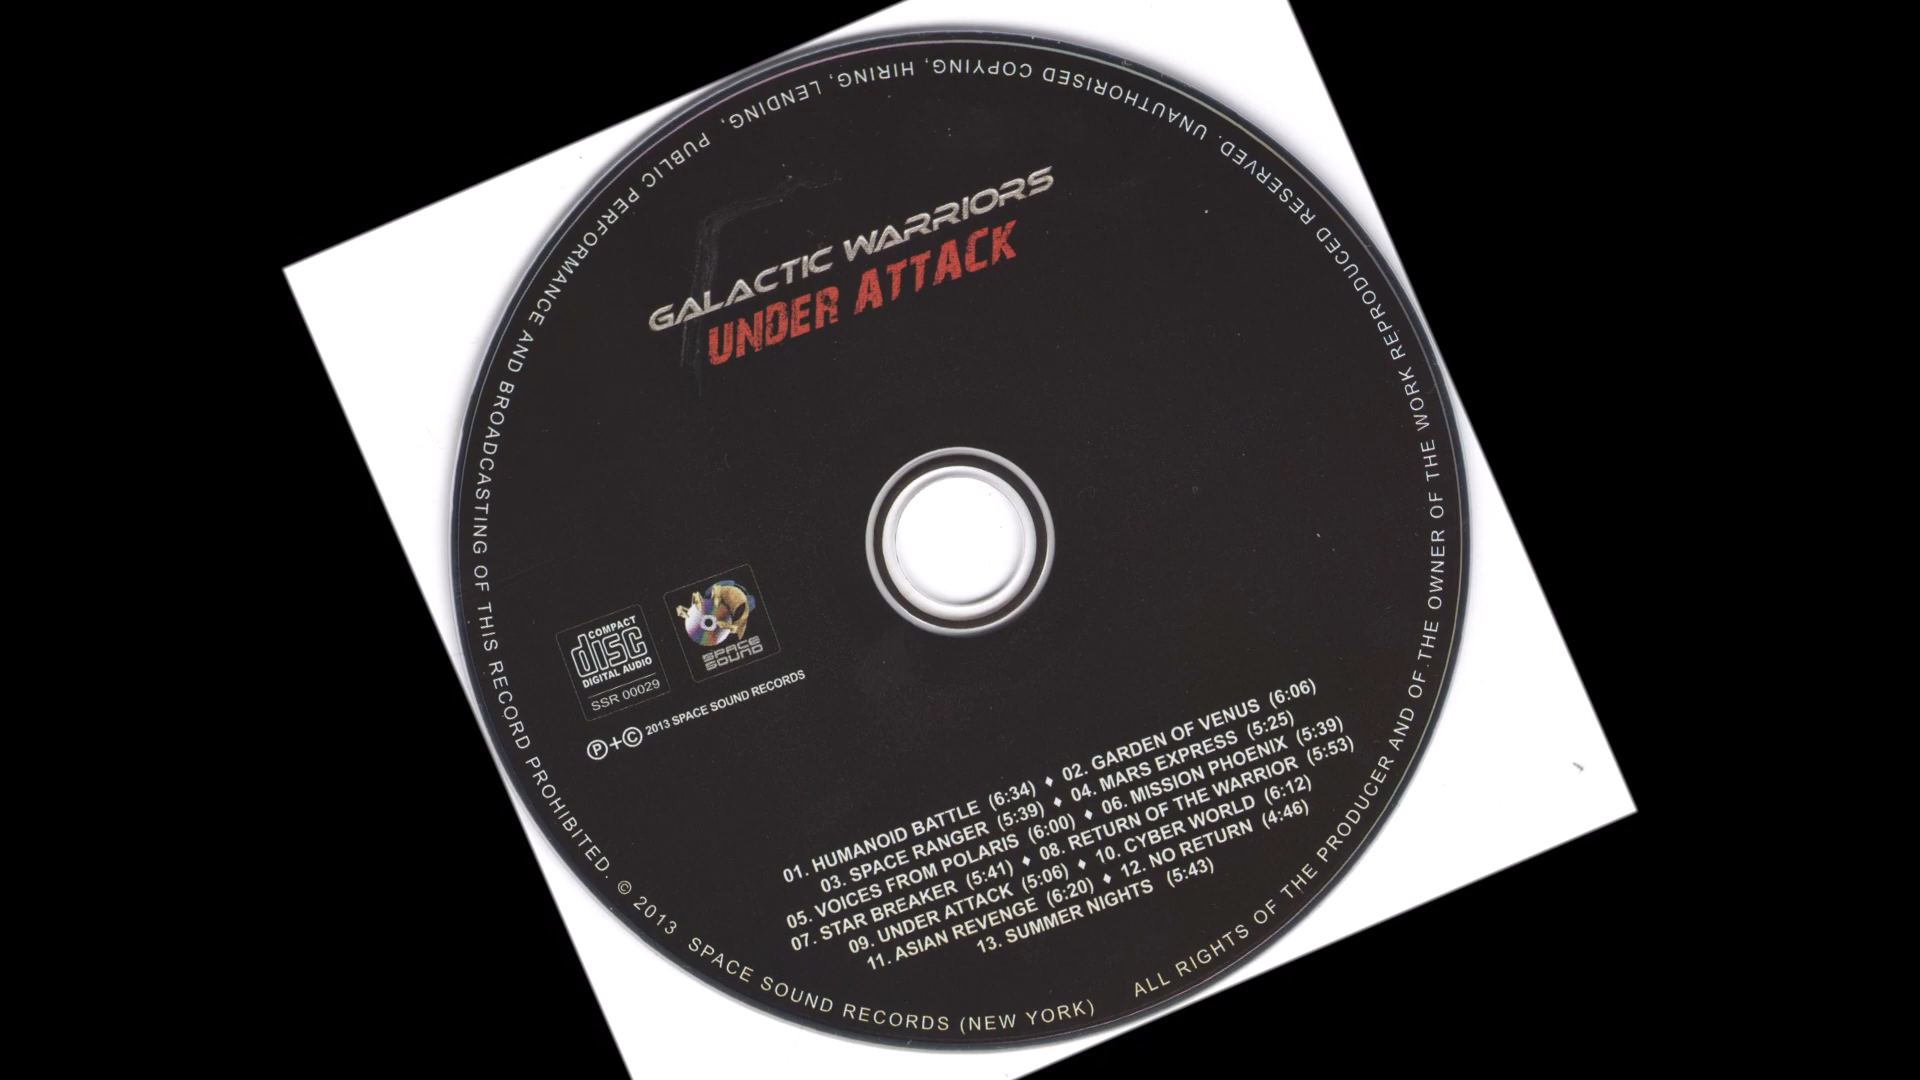 GALACTIC WARRIORS
UNDER ATTACK
COMPACT
disc
DIGITAL AUDIO
SSR 00029
SPACE
SOUND
Ⓟ+© 2013 SPACE SOUND RECORDS
01. HUMANOID BATTLE (6:34) ♦ 02. GARDEN OF VENUS (6:06)
03. SPACE RANGER (5:39) ♦ 04. MARS EXPRESS (5:25)
05. VOICES FROM POLARIS (6:00) ♦ 06. MISSION PHOENIX (5:39)
07. STAR BREAKER (5:41) ♦ 08. RETURN OF THE WARRIOR (5:53)
09. UNDER ATTACK (5:06) ♦ 10. CYBER WORLD (6:12)
11. ASIAN REVENGE (6:20) ♦ 12. NO RETURN (4:46)
13. SUMMER NIGHTS (5:43)
ALL RIGHTS OF THE PRODUCER AND OF THE OWNER OF THE WORK REPRODUCED RESERVED. UNAUTHORISED COPYING, HIRING, LENDING, PUBLIC PERFORMANCE AND BROADCASTING OF THIS RECORD PROHIBITED. © 2013 SPACE SOUND RECORDS (NEW YORK)